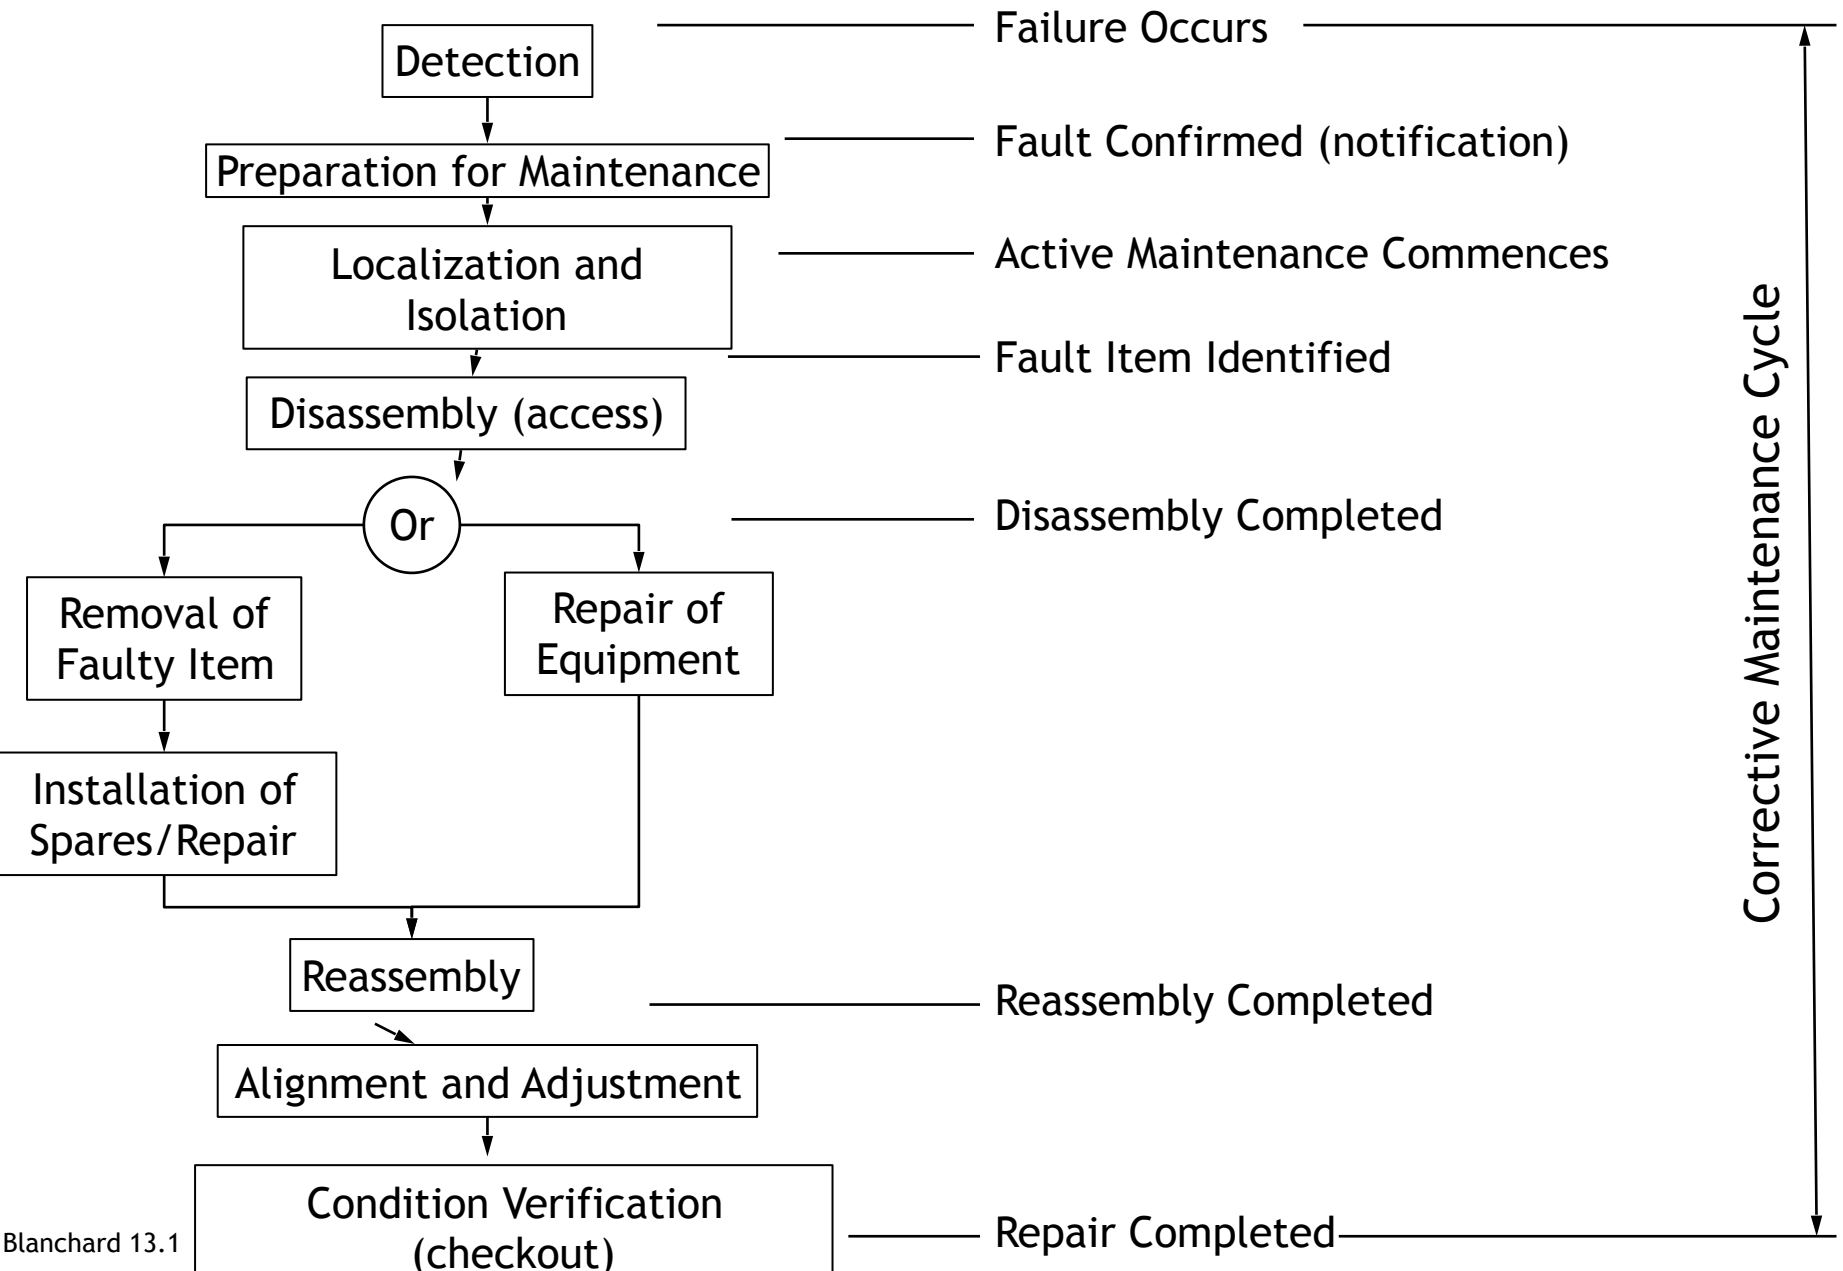 Failure Occurs
Detection
Fault Confirmed (notification)
Preparation for Maintenance
Active Maintenance Commences
Localization and
Isolation
Fault Item Identified
Disassembly (access)
Or
Disassembly Completed
Removal of
Faulty Item
Repair of
Equipment
Installation of
Spares/Repair
Reassembly
Reassembly Completed
Alignment and Adjustment
Condition Verification
(checkout)
Repair Completed
Corrective Maintenance Cycle
Blanchard 13.1